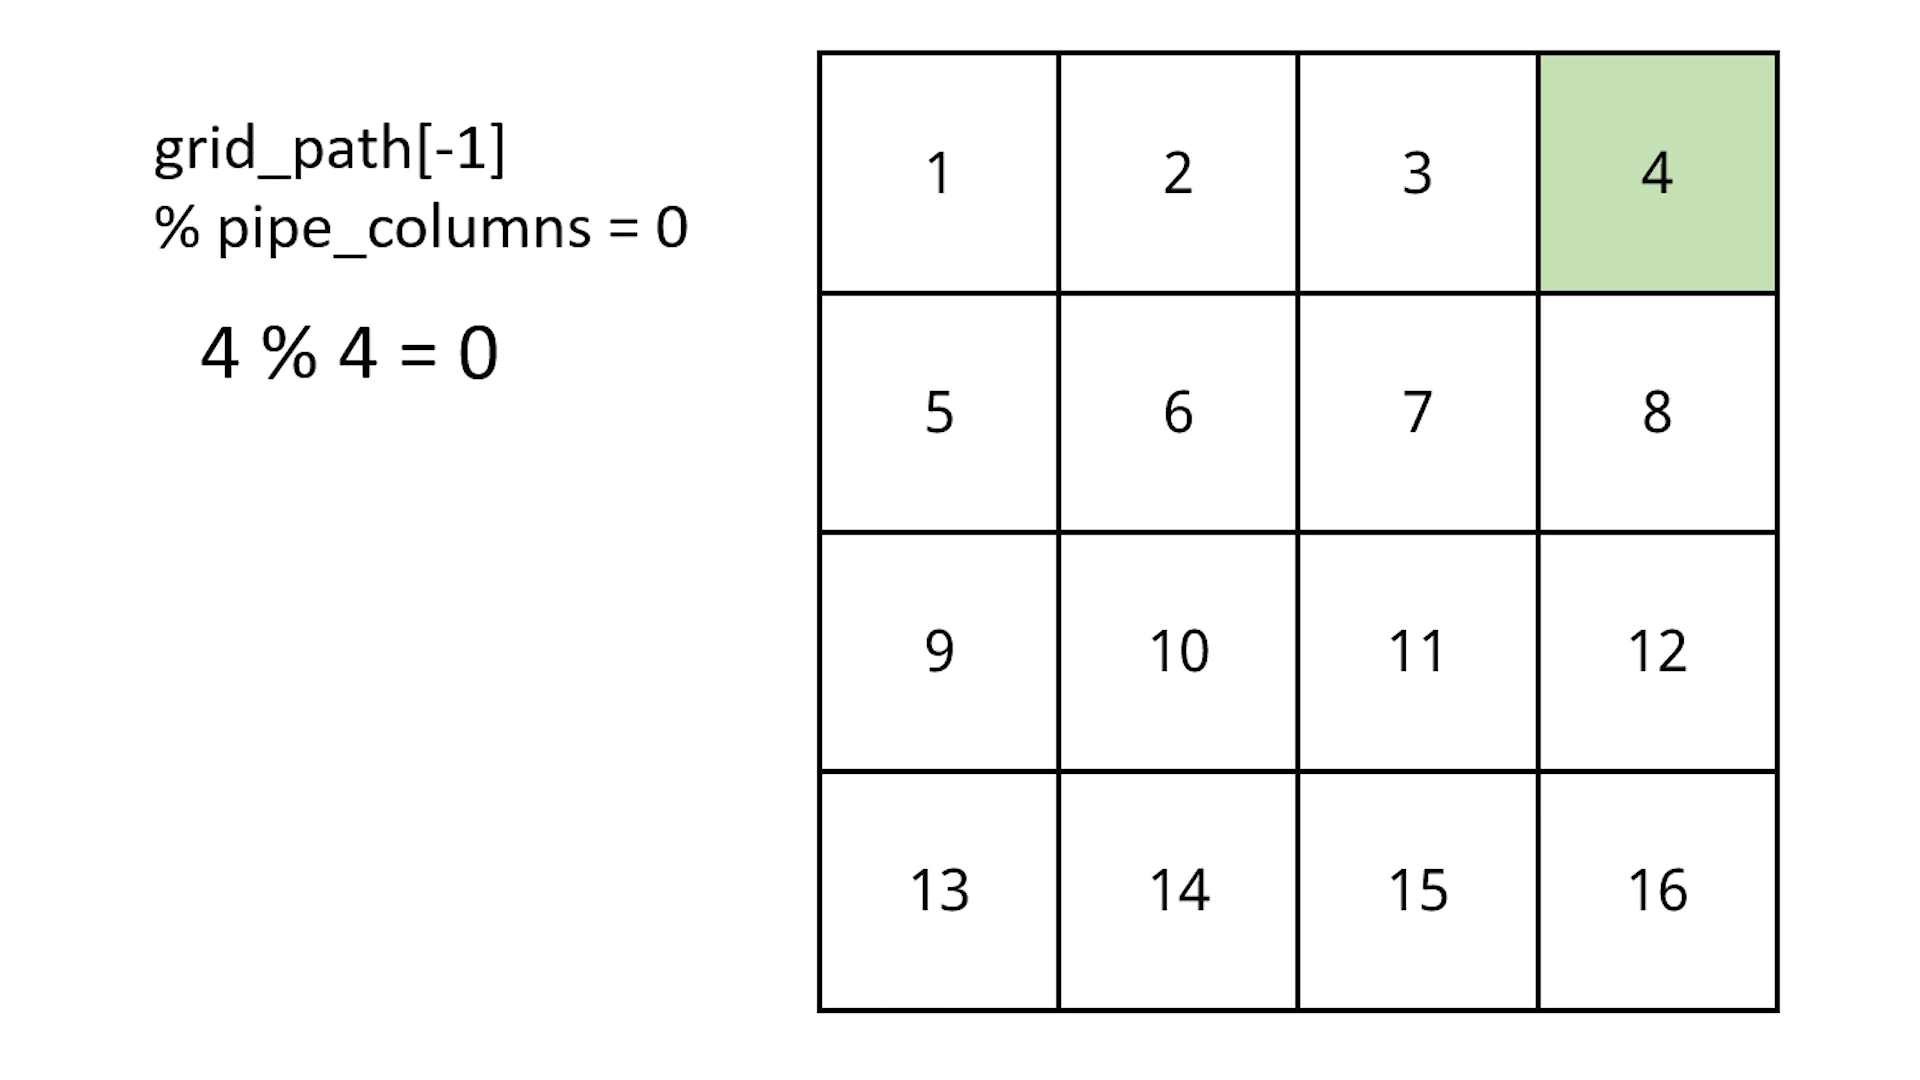 grid_path[-1]
% pipe_columns = 0
4 % 4 = 0
1 2 3 4
5 6 7 8
9 10 11 12
13 14 15 16